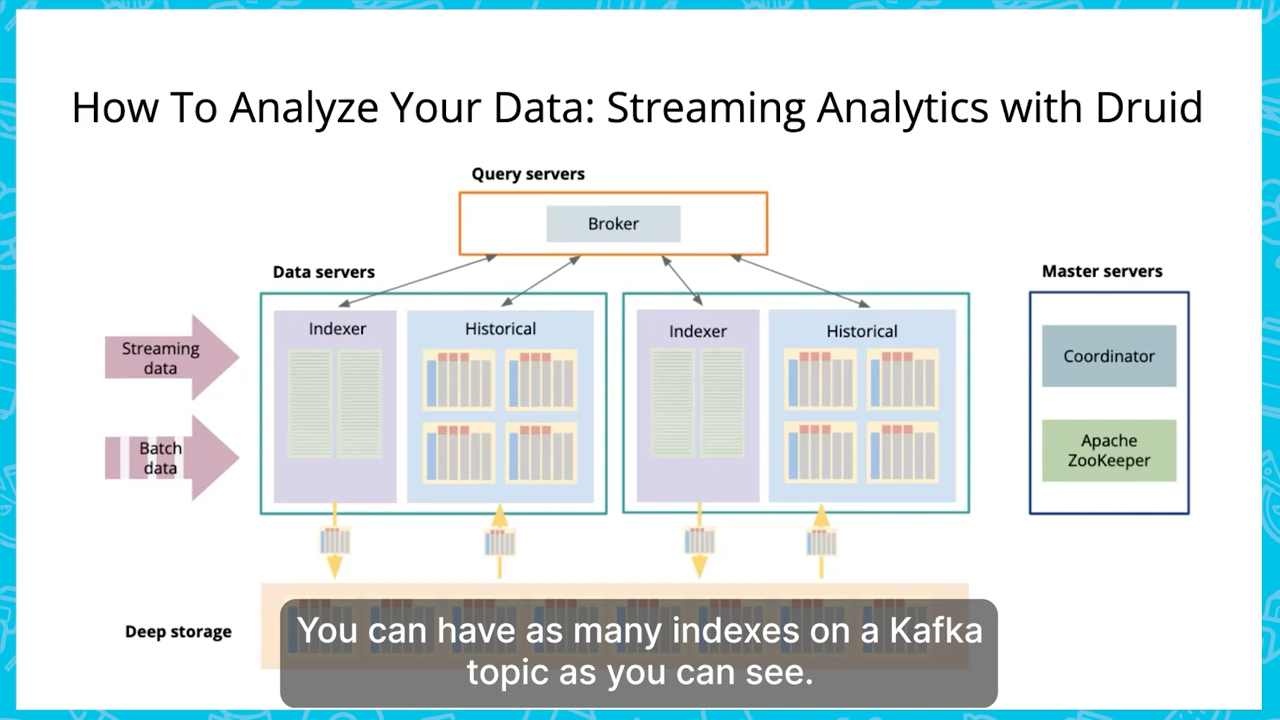 How To Analyze Your Data: Streaming Analytics with Druid
Query servers
Broker
Data servers
Master servers
Indexer
Historical
Indexer
Historical
Streaming
data
Coordinator
Batch
data
Apache
ZooKeeper
Deep storage
You can have as many indexes on a Kafka
topic as you can see.